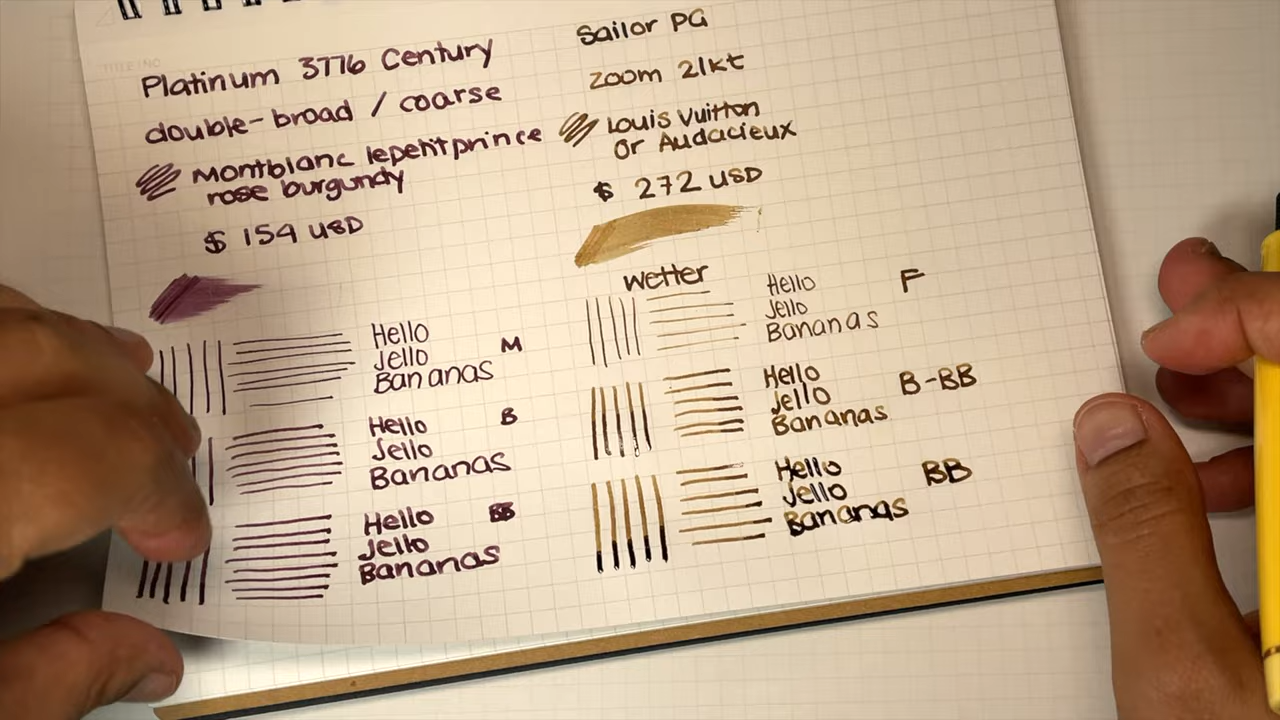 Platinum 3776 Century
double-broad / coarse
Montblanc lepetitprince
rose burgundy
$ 154 USD
Hello
Jello
Bananas
M
Hello
Jello
Bananas
B
Hello
Jello
Bananas
BB
Sailor PG
Zoom 21kt
Louis Vuitton
Or Audacieux
$ 272 USD
wetter
Hello
Jello
Bananas
F
Hello
Jello
Bananas
B-BB
Hello
Jello
Bananas
BB